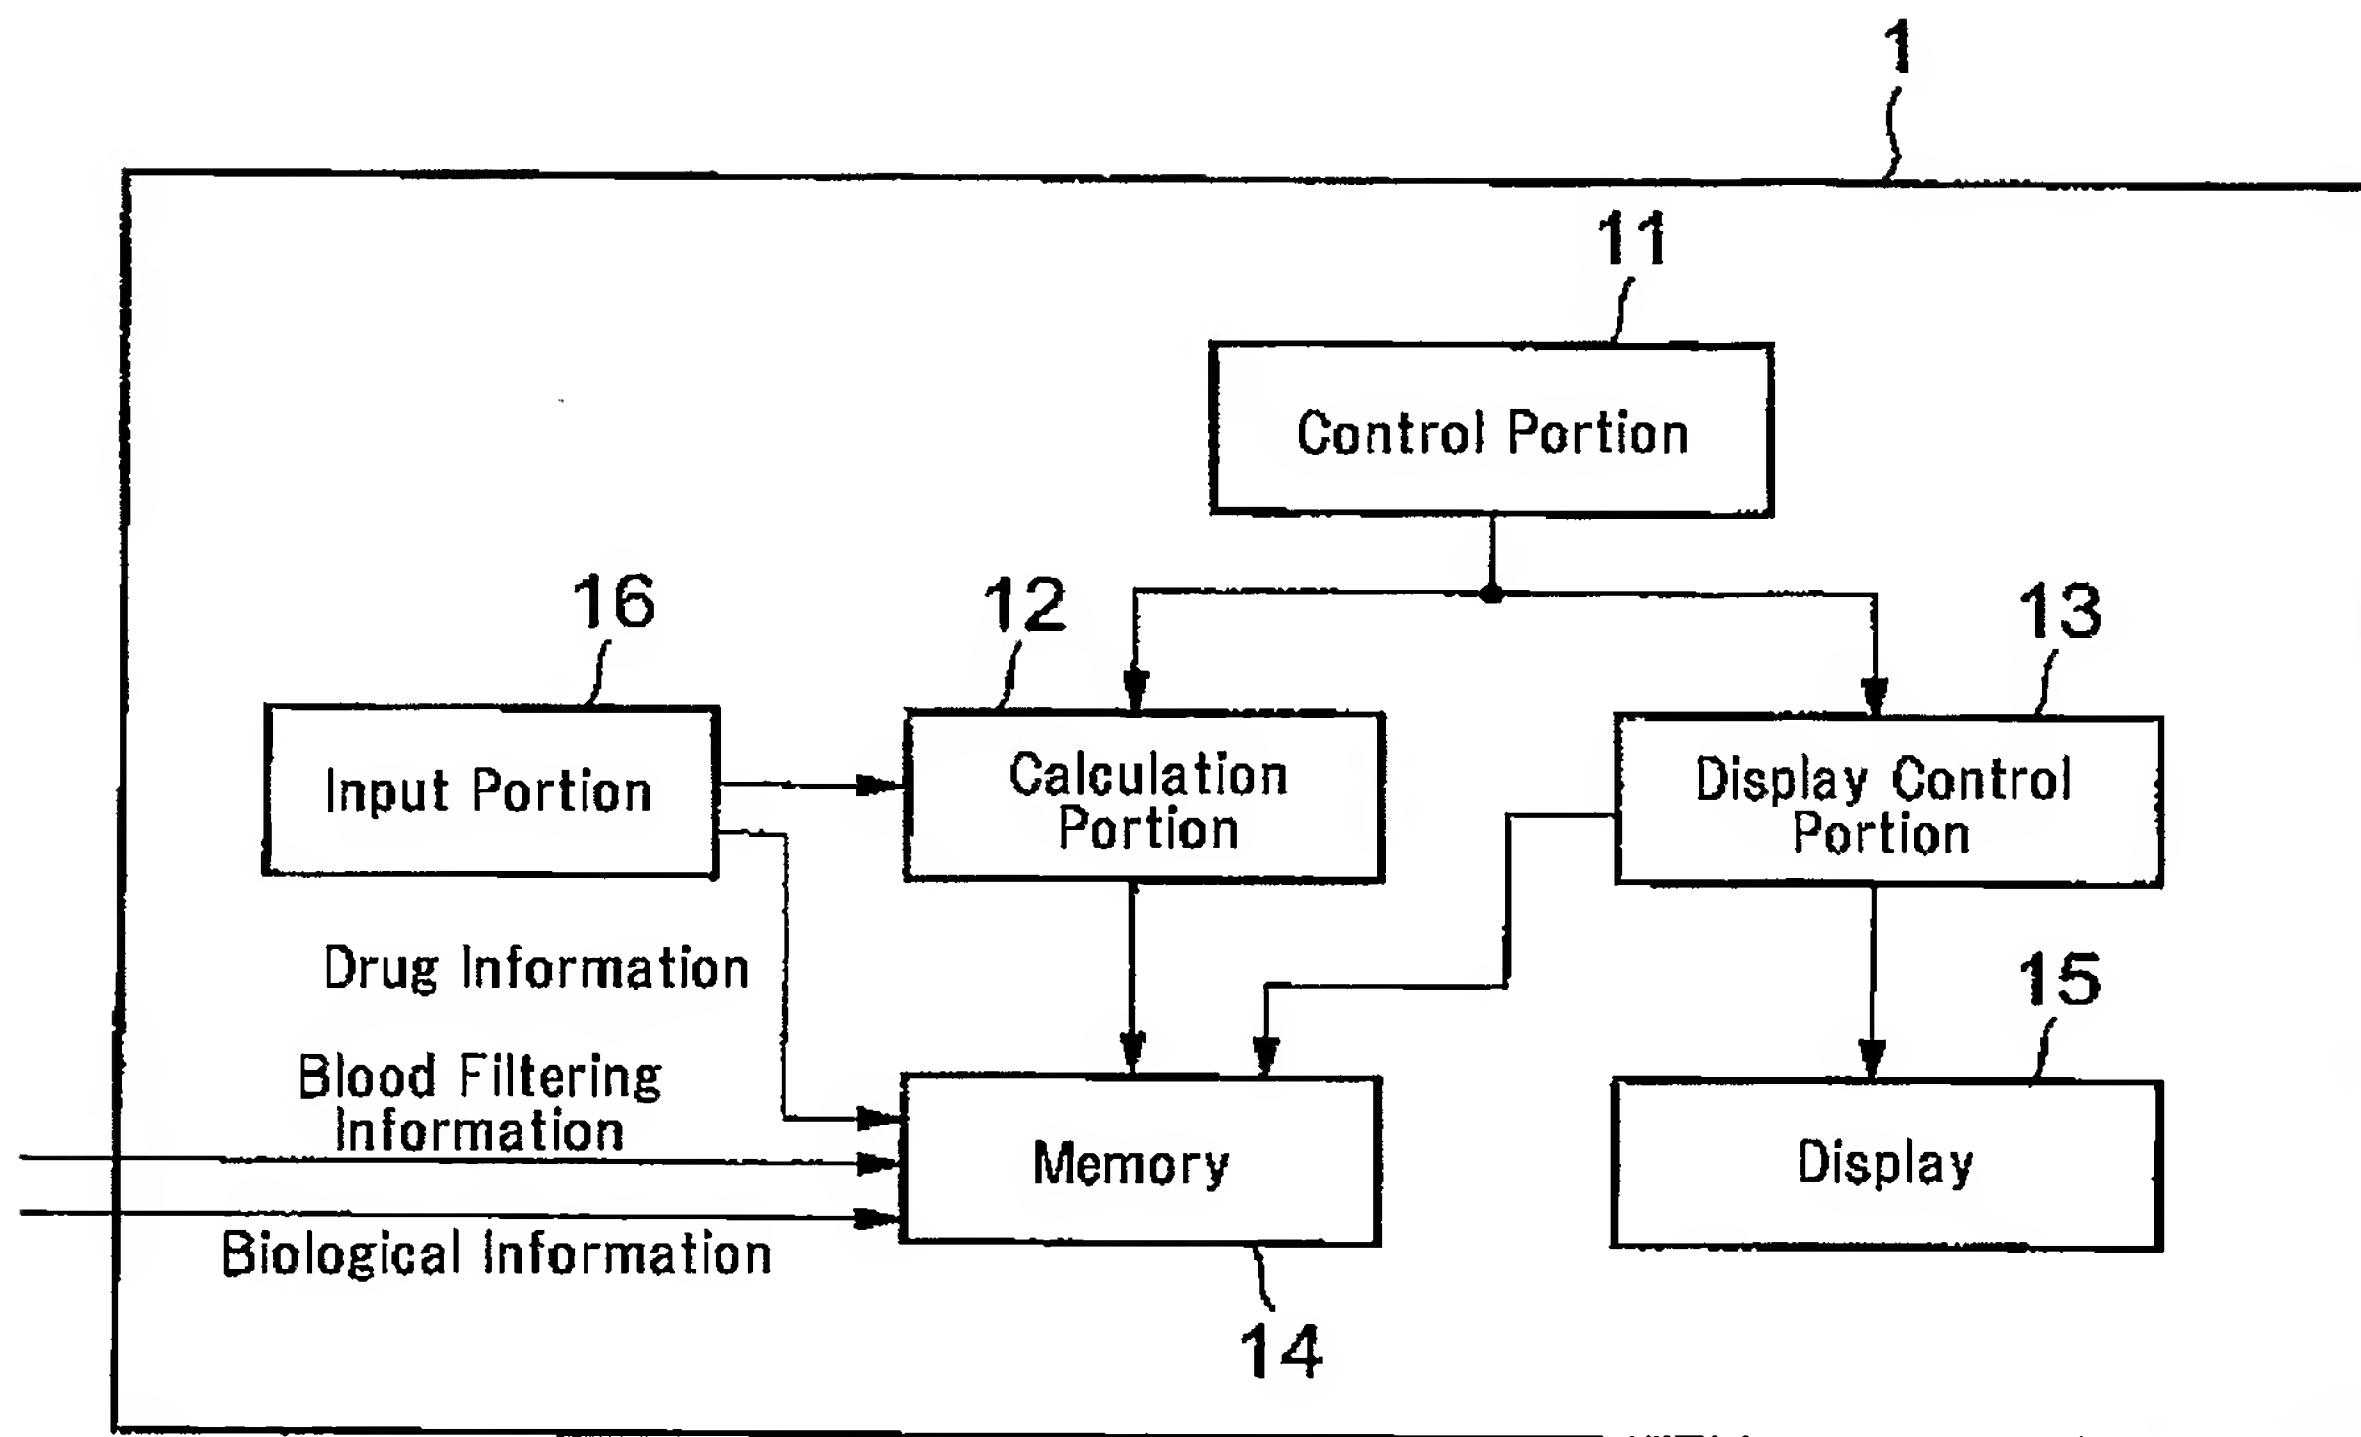 1
11
Control Portion
16
12
13
Input Portion
Calculation
Portion
Display Control
Portion
Drug Information
15
Blood Filtering
Information
Memory
Display
Biological Information
14